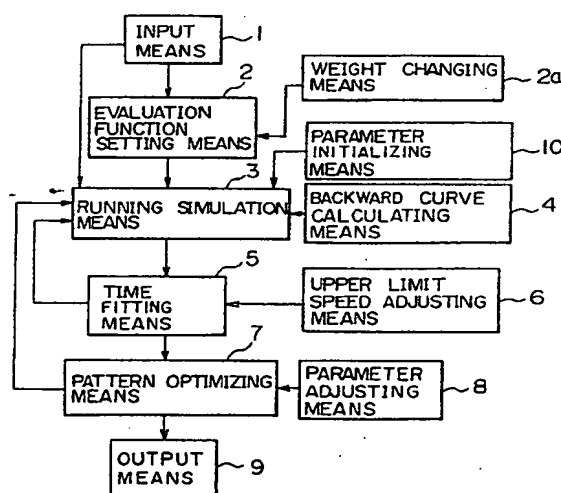 INPUT
MEANS
1
2
EVALUATION
FUNCTION
SETTING MEANS
WEIGHT CHANGING
MEANS
2a
PARAMETER
INITIALIZING
MEANS
10
3
RUNNING SIMULATION
MEANS
BACKWARD CURVE
CALCULATING
MEANS
4
5
TIME
FITTING
MEANS
UPPER LIMIT
SPEED ADJUSTING
MEANS
6
7
PATTERN OPTIMIZING
MEANS
PARAMETER
ADJUSTING
MEANS
8
OUTPUT
MEANS
9